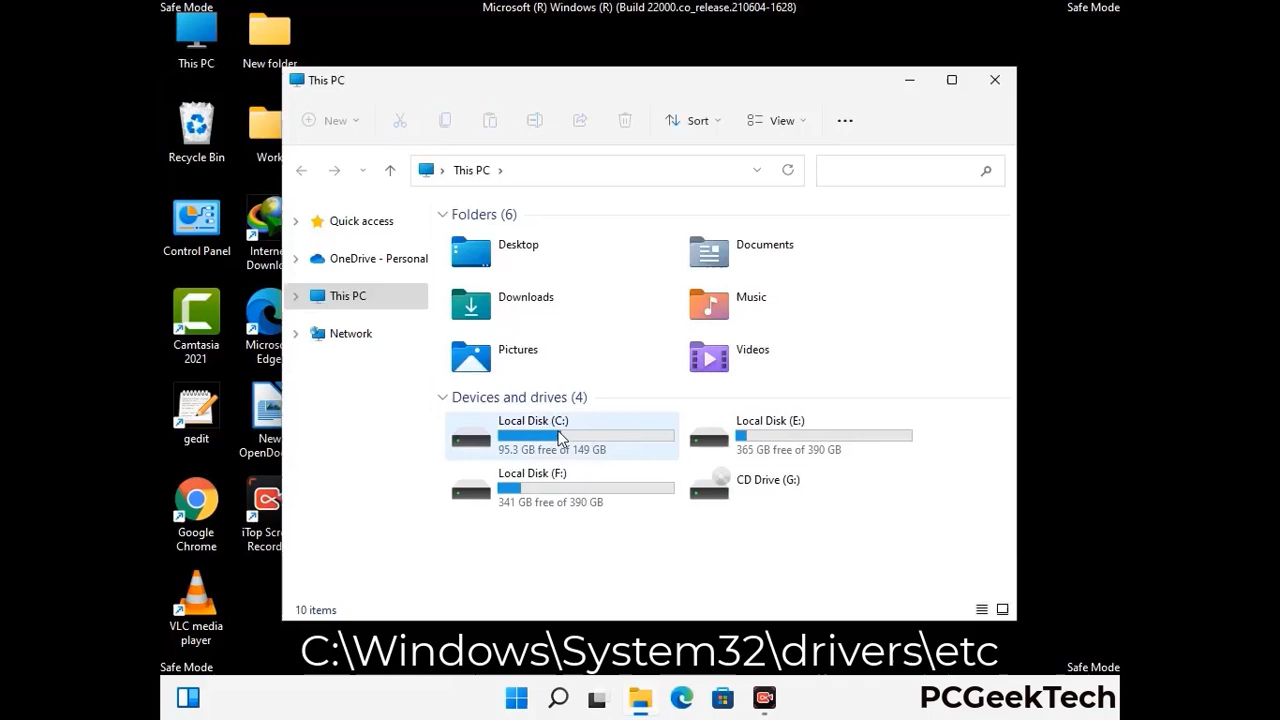 Safe Mode
Microsoft (R) Windows (R) (Build 22000.co_release.210604-1628)
Safe Mode
This PC
New folder
Recycle Bin
Work
Control Panel
Internet
Downlo...
Camtasia
2021
Micros...
Edge
gedit
New
OpenDo...
Google
Chrome
iTop Scr...
Record
VLC media
player
This PC
New
Sort
View
This PC
Quick access
OneDrive - Personal
This PC
Network
Folders (6)
Desktop
Documents
Downloads
Music
Pictures
Videos
Devices and drives (4)
Local Disk (C:)
95.3 GB free of 149 GB
Local Disk (E:)
365 GB free of 390 GB
Local Disk (F:)
341 GB free of 390 GB
CD Drive (G:)
10 items
C:\Windows\System32\drivers\etc
Safe Mode
Safe Mode
PCGeekTech